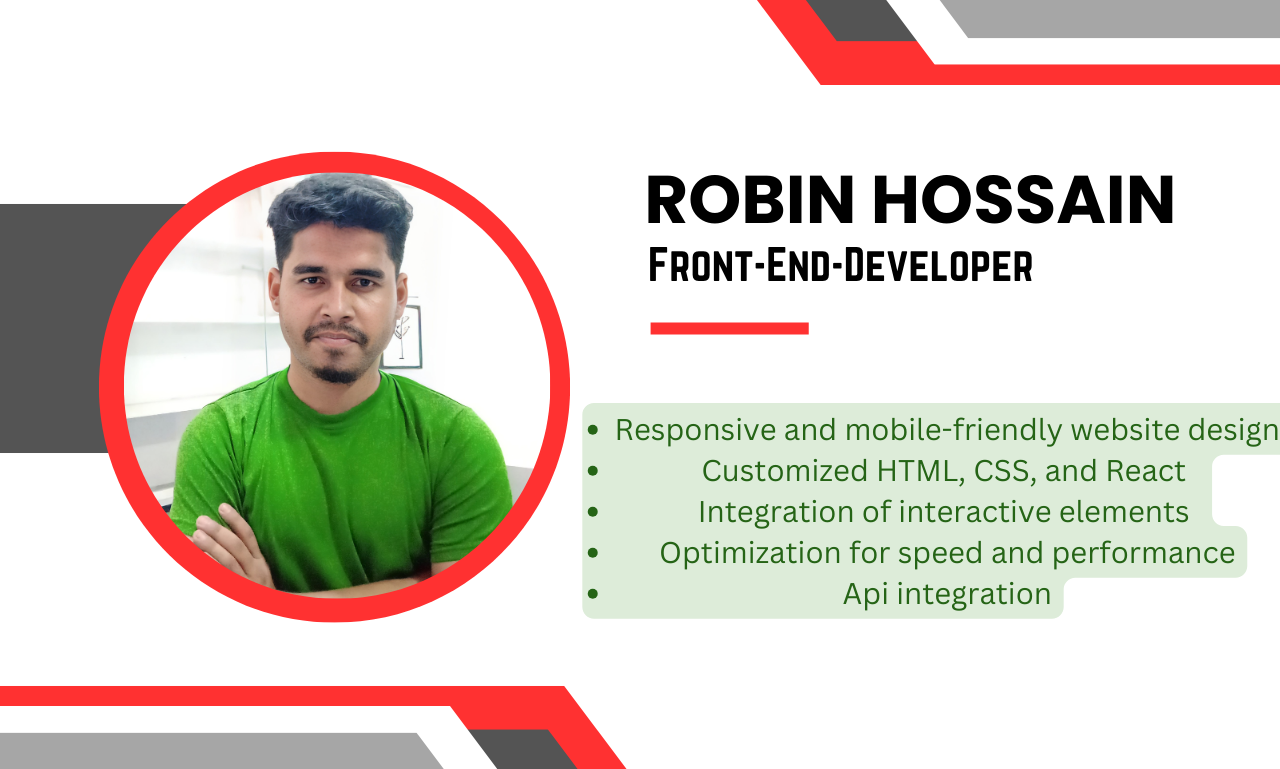 ROBIN HOSSAIN
Front-End-Developer
• Responsive and mobile-friendly website design
• Customized HTML, CSS, and React
• Integration of interactive elements
• Optimization for speed and performance
• Api integration